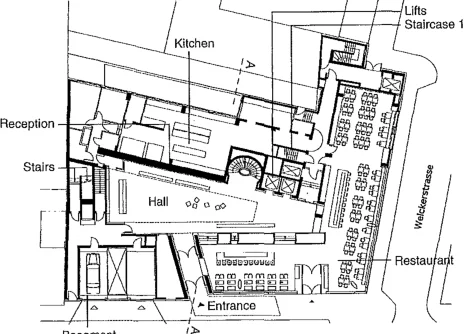 Lifts
Staircase 1
Kitchen
A
Reception
Stairs
Hall
Welckerstrasse
Restaurant
Entrance
A